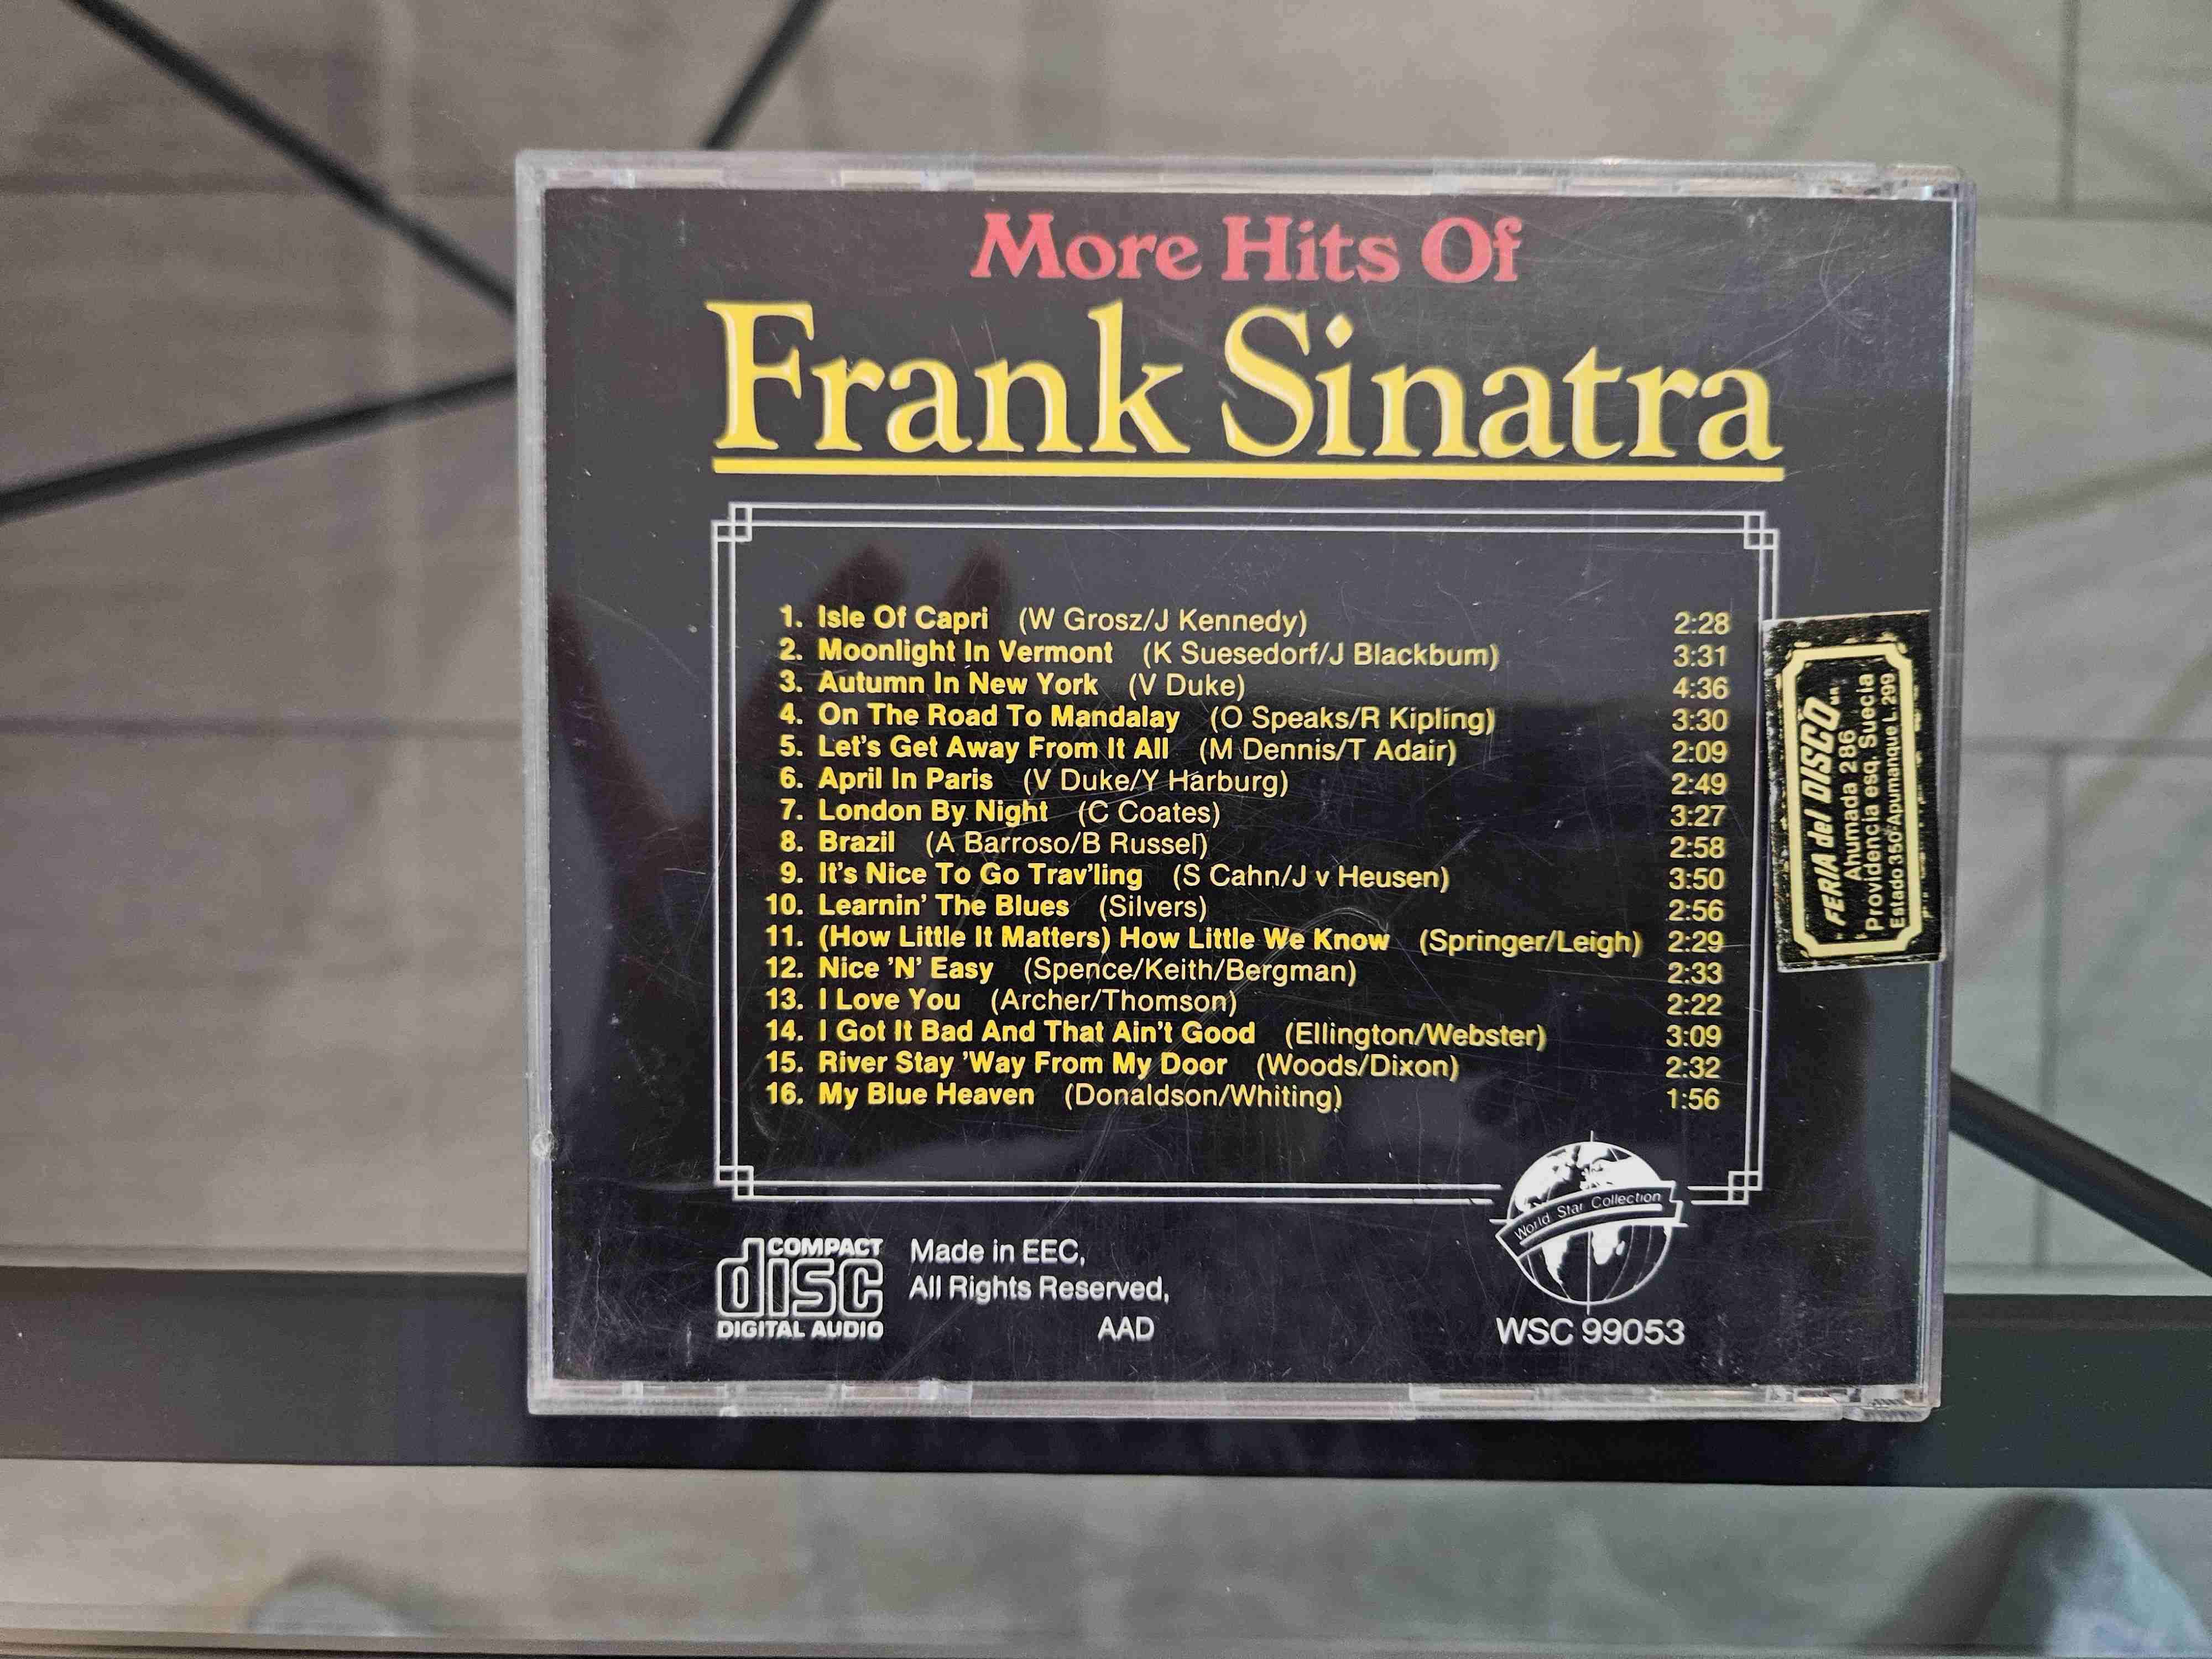 More Hits Of
Frank Sinatra
1. Isle Of Capri (W Grosz/J Kennedy) 2:28
2. Moonlight In Vermont (K Suesedorf/J Blackbum) 3:31
3. Autumn In New York (V Duke) 4:36
4. On The Road To Mandalay (O Speaks/R Kipling) 3:30
5. Let's Get Away From It All (M Dennis/T Adair) 2:09
6. April In Paris (V Duke/Y Harburg) 2:49
7. London By Night (C Coates) 3:27
8. Brazil (A Barroso/B Russel) 2:58
9. It's Nice To Go Trav'ling (S Cahn/J v Heusen) 3:50
10. Learnin' The Blues (Silvers) 2:56
11. (How Little It Matters) How Little We Know (Springer/Leigh) 2:29
12. Nice 'N' Easy (Spence/Keith/Bergman) 2:33
13. I Love You (Archer/Thomson) 2:22
14. I Got It Bad And That Ain't Good (Ellington/Webster) 3:09
15. River Stay 'Way From My Door (Woods/Dixon) 2:32
16. My Blue Heaven (Donaldson/Whiting) 1:56
FERIA del DISCO
Ahumada 286
Providencia esq. Suecia
Estado 350/Apumanque L. 299
World Star Collection
COMPACT
disc
DIGITAL AUDIO
Made in EEC,
All Rights Reserved,
AAD
WSC 99053